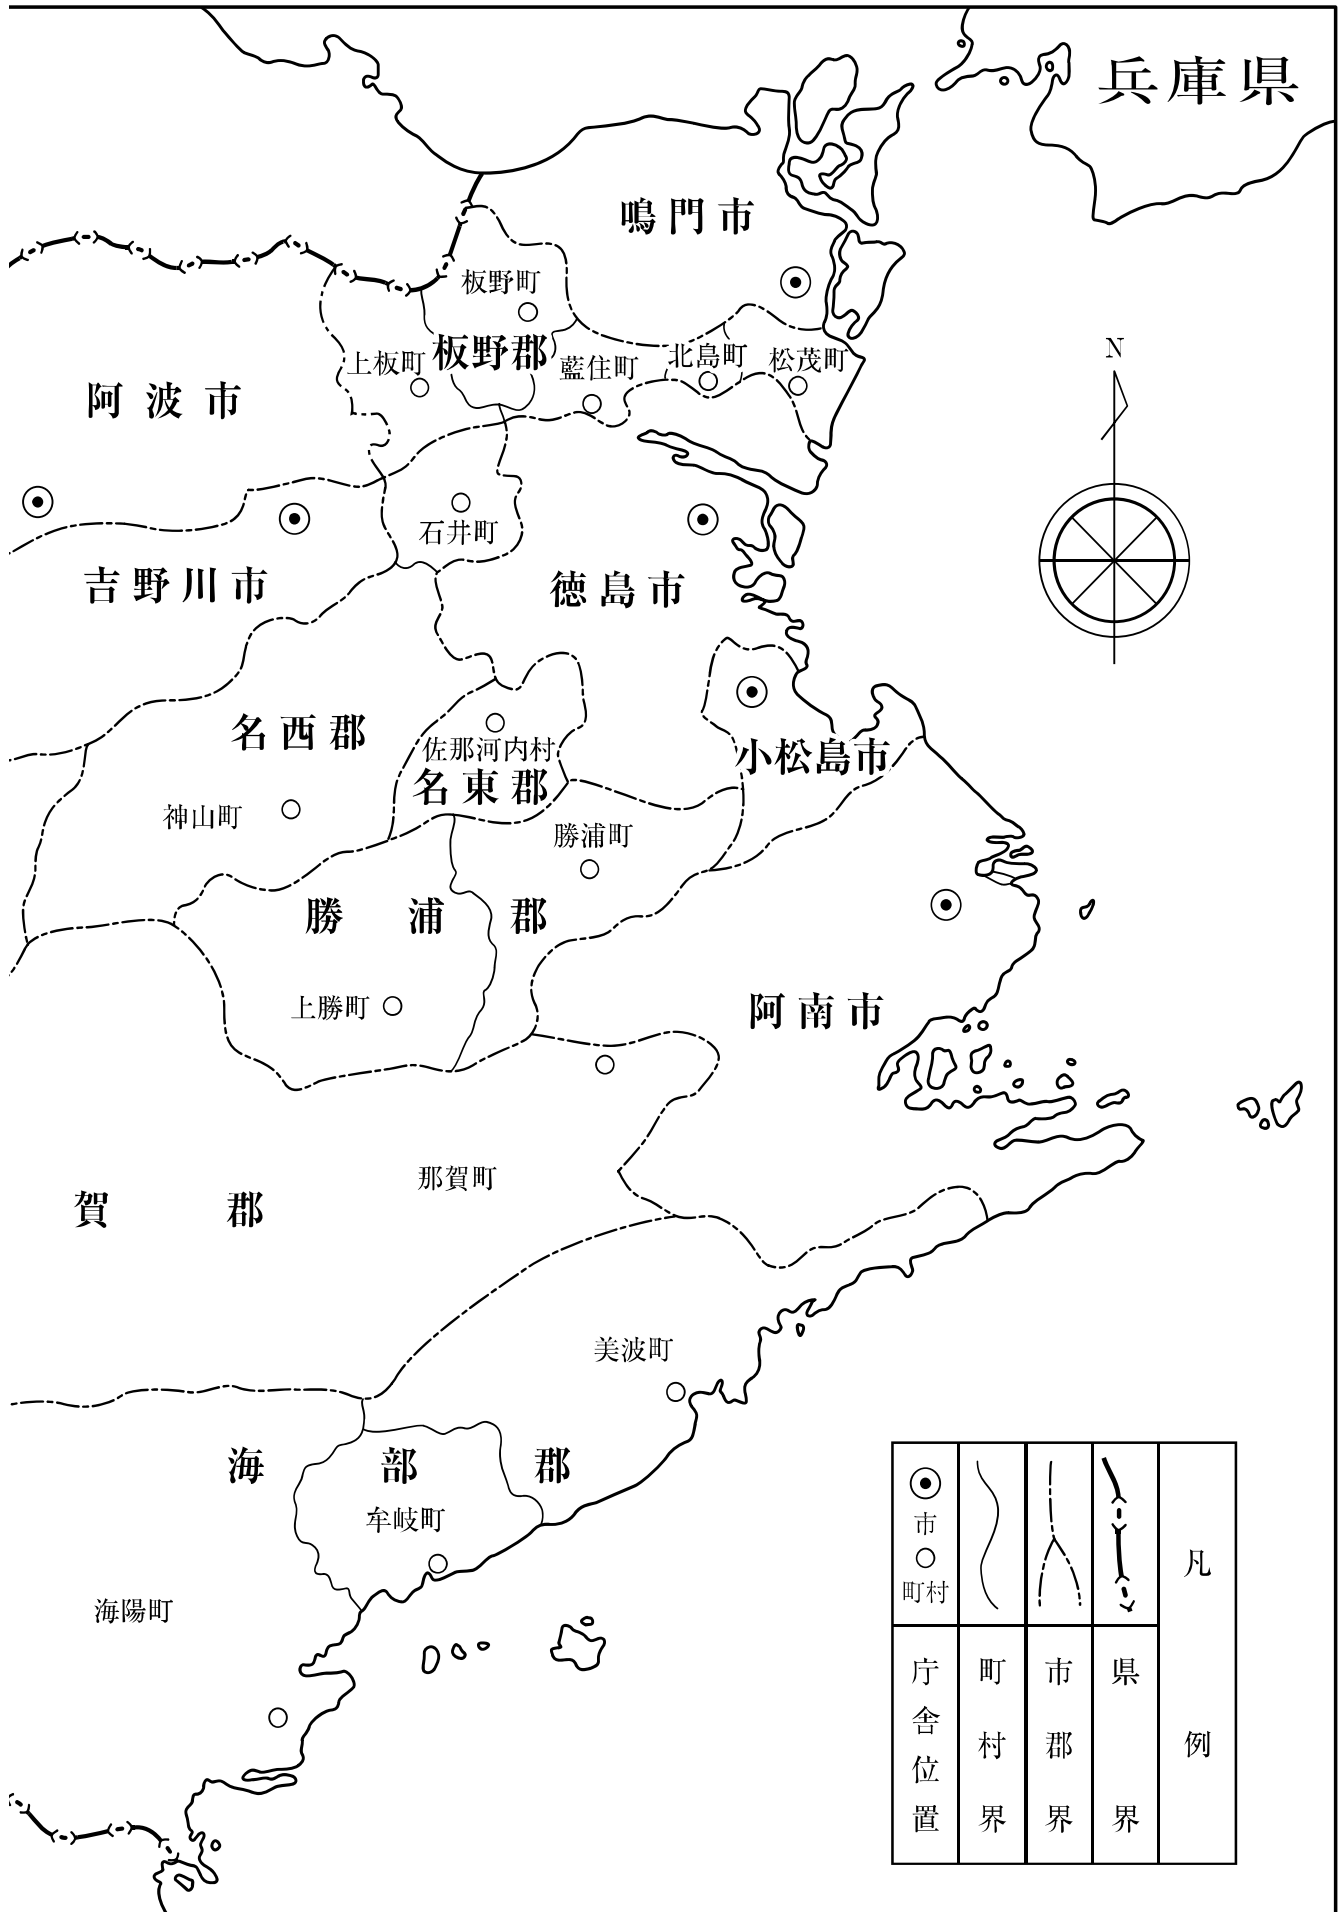 兵庫県
鳴門市
板野町
板野郡
上板町
藍住町
北島町
松茂町
阿波市
N
石井町
吉野川市
徳島市
名西郡
佐那河内村
名東郡
小松島市
神山町
勝浦町
勝浦郡
上勝町
阿南市
那賀町
賀郡
美波町
海部郡
牟岐町
海陽町
凡例
県界
市郡界
町村界
市
町村
庁舎位置